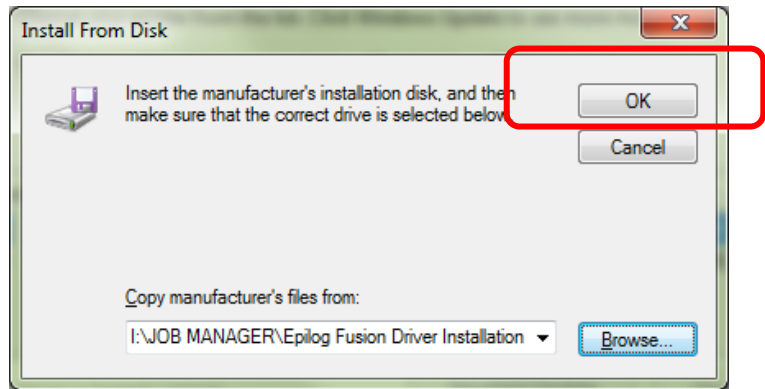 Install From Disk
Insert the manufacturer's installation disk, and then
make sure that the correct drive is selected below
OK
Cancel
Copy manufacturer's files from:
I:\JOB MANAGER\Epilog Fusion Driver Installation
Browse...